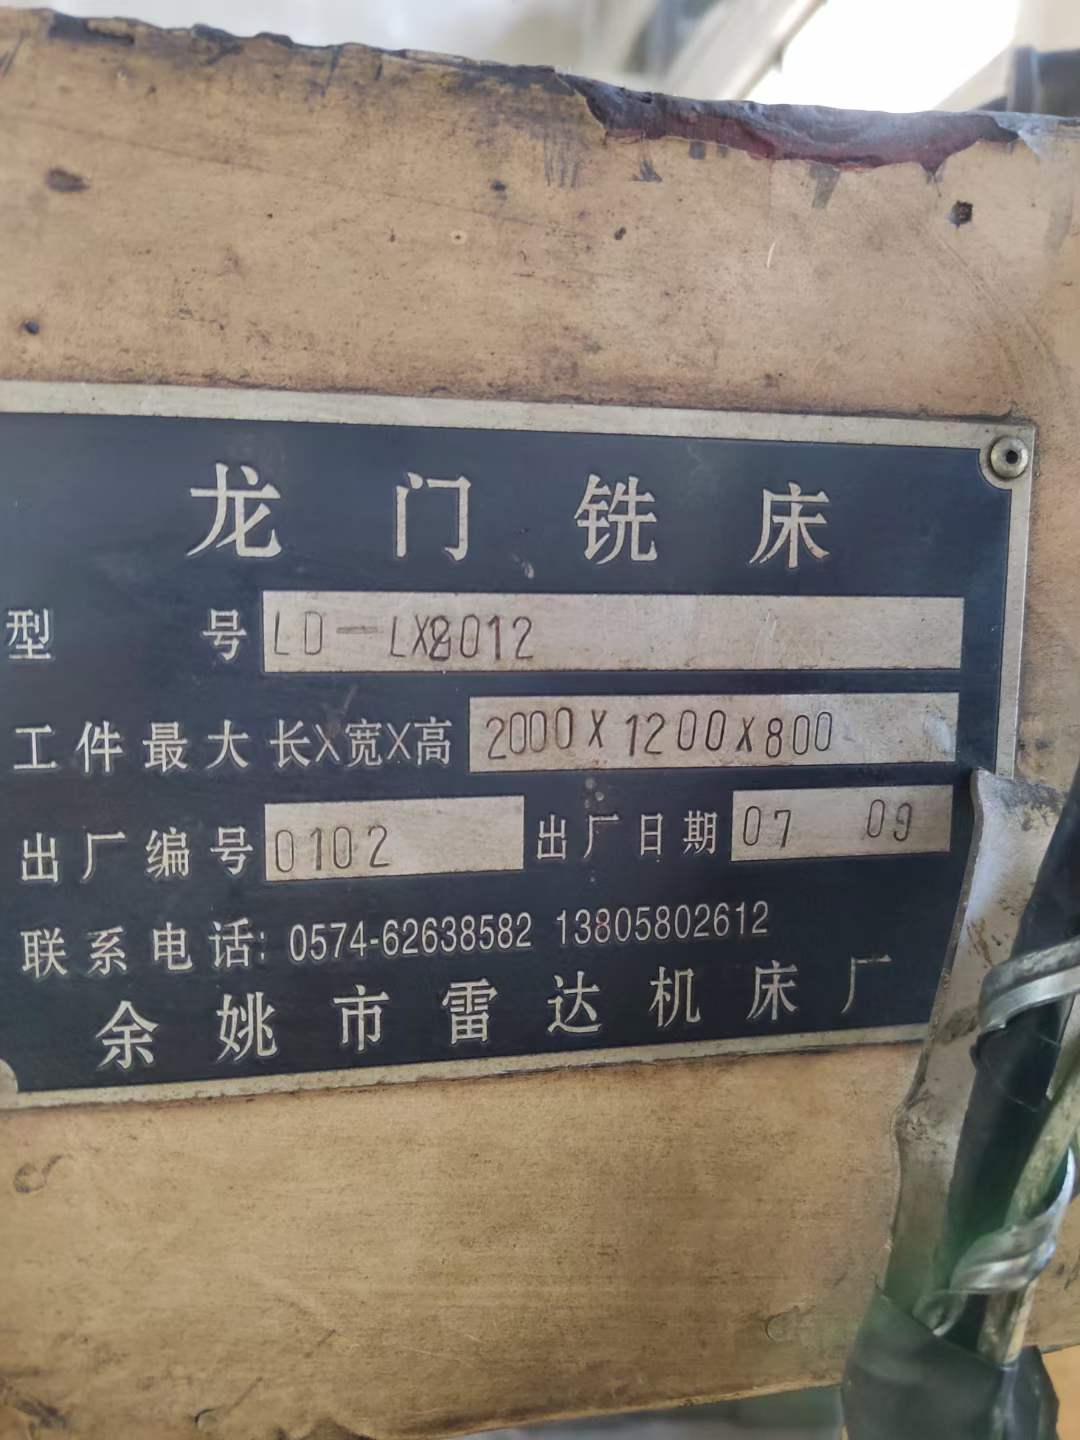 龙门铣床
型号 LD-LX2012
工件最大长X宽X高 2000X1200X800
出厂编号 0102 出厂日期 07 09
联系电话: 0574-62638582 13805802612
余姚市雷达机床厂